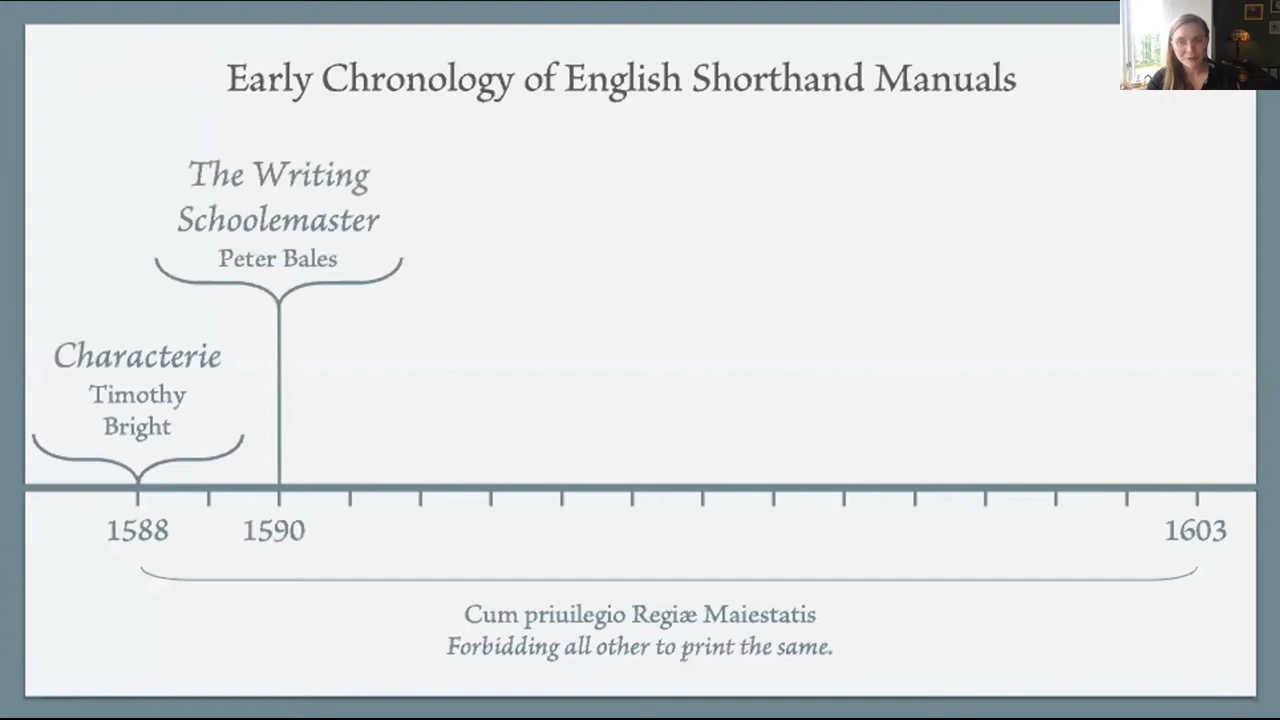 Early Chronology of English Shorthand Manuals
The Writing
Schoolemaster
Peter Bales
Characterie
Timothy
Bright
1588
1590
1603
Cum priuilegio Regiæ Maiestatis
Forbidding all other to print the same.